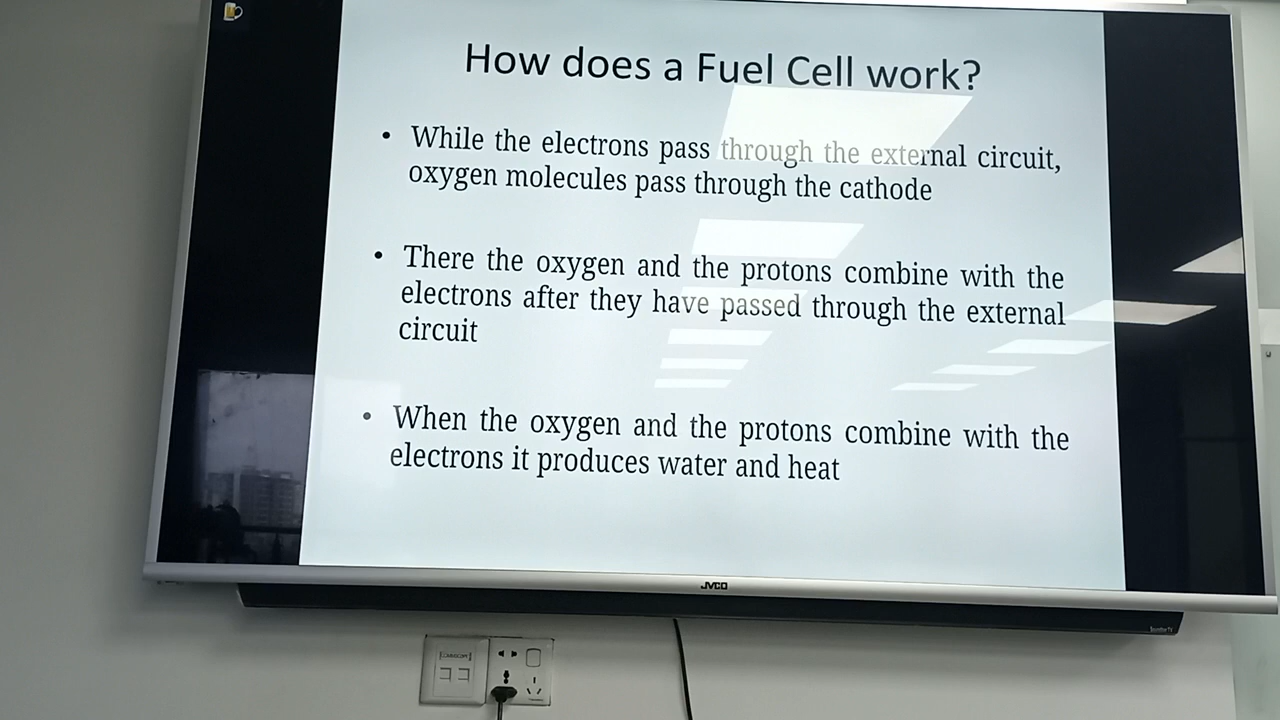 How does a Fuel Cell work?
• While the electrons pass through the external circuit,
oxygen molecules pass through the cathode
• There the oxygen and the protons combine with the
electrons after they have passed through the external
circuit
• When the oxygen and the protons combine with the
electrons it produces water and heat
JVCO